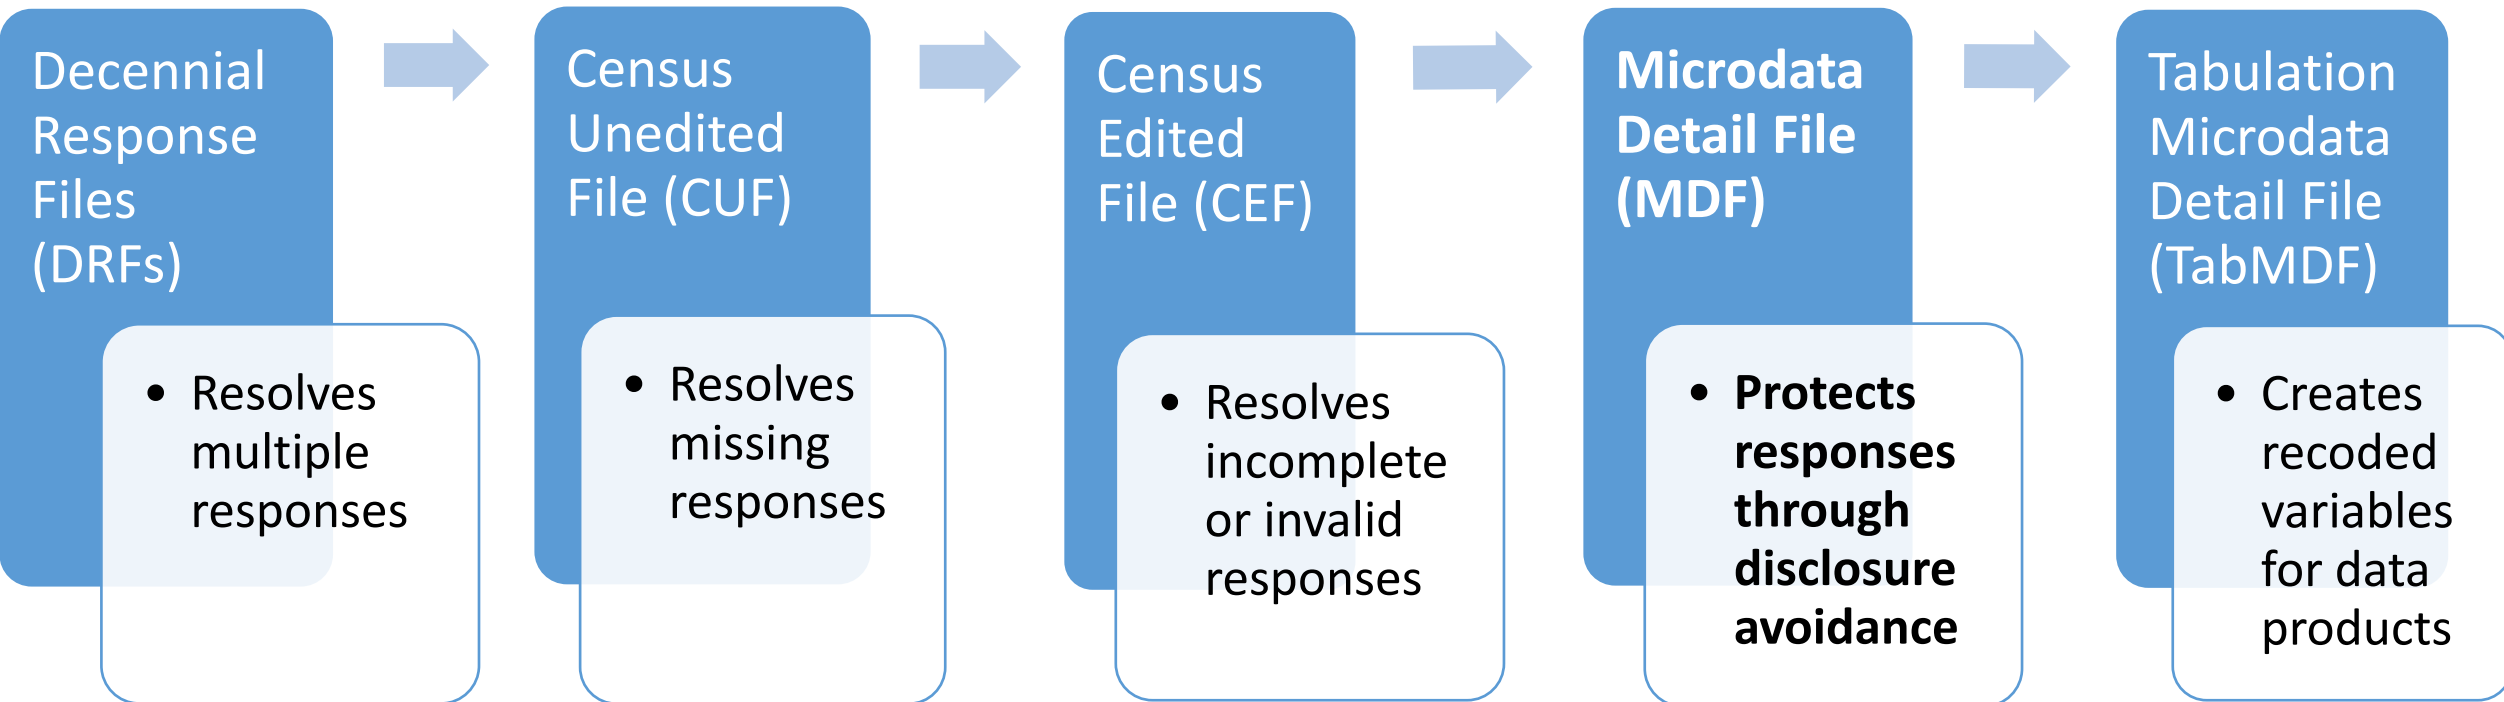 Decennial
Response
Files
(DRFs)
• Resolves
multiple
responses
Census
Unedited
File (CUF)
• Resolves
missing
responses
Census
Edited
File (CEF)
• Resolves
incomplete
or invalid
responses
Microdata
Detail File
(MDF)
• Protects
responses
through
disclosure
avoidance
Tabulation
Microdata
Detail File
(TabMDF)
• Creates
recoded
variables
for data
products